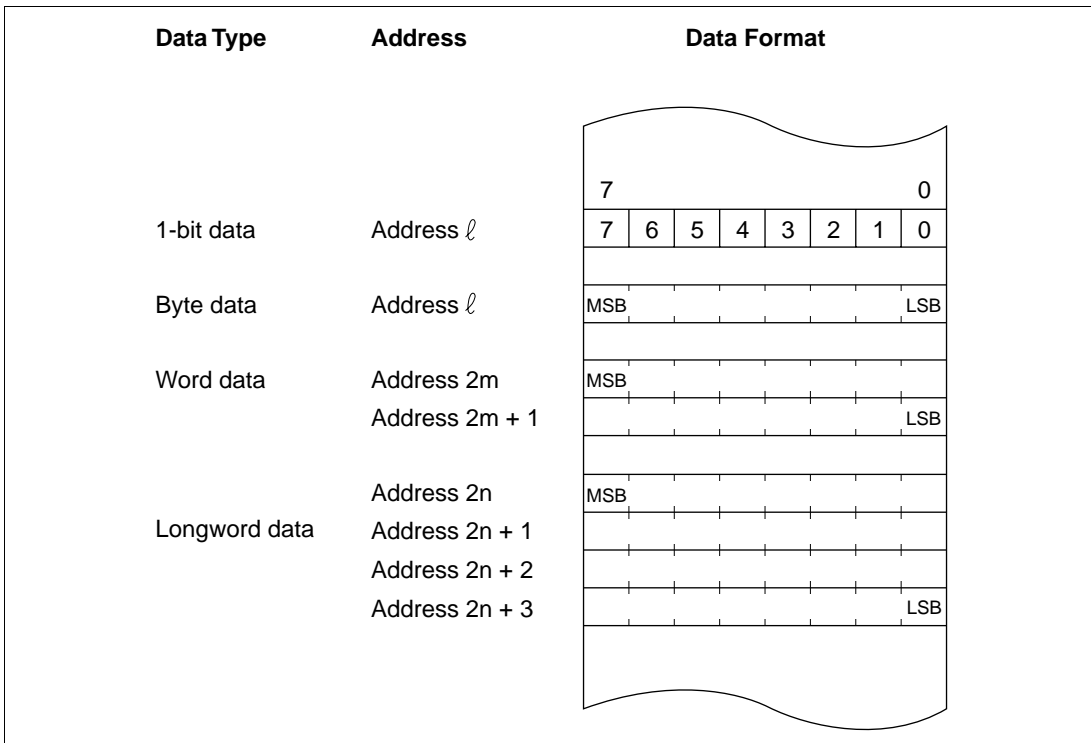 Data Type Address Data Format
7 0
1-bit data Address ℓ 7 6 5 4 3 2 1 0
Byte data Address ℓ MSB LSB
Word data Address 2m MSB
Address 2m + 1 LSB
Address 2n MSB
Longword data Address 2n + 1
Address 2n + 2
Address 2n + 3 LSB